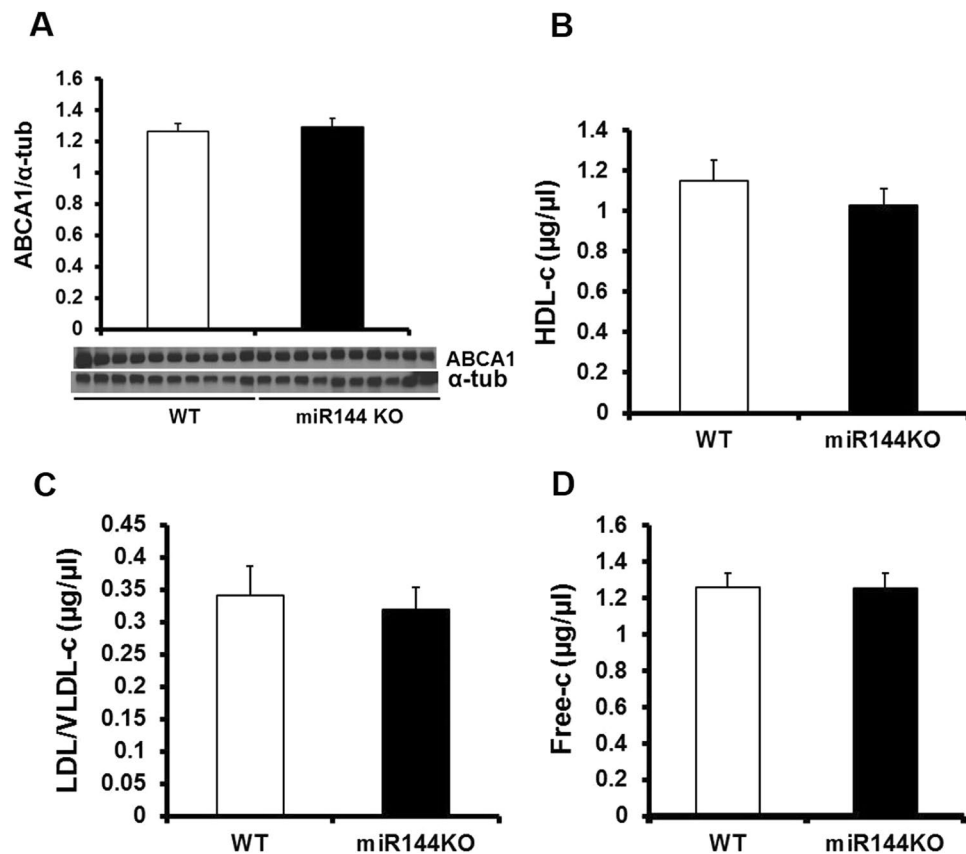 A
ABCA1/α-tub
1.6
1.4
1.2
1
0.8
0.6
0.4
0.2
0
ABCA1
α-tub
WT
miR144 KO
B
HDL-c (µg/µl)
1.4
1.2
1
0.8
0.6
0.4
0.2
0
WT
miR144KO
C
LDL/VLDL-c (µg/µl)
0.45
0.4
0.35
0.3
0.25
0.2
0.15
0.1
0.05
0
WT
miR144KO
D
Free-c (µg/µl)
1.6
1.4
1.2
1
0.8
0.6
0.4
0.2
0
WT
miR144KO